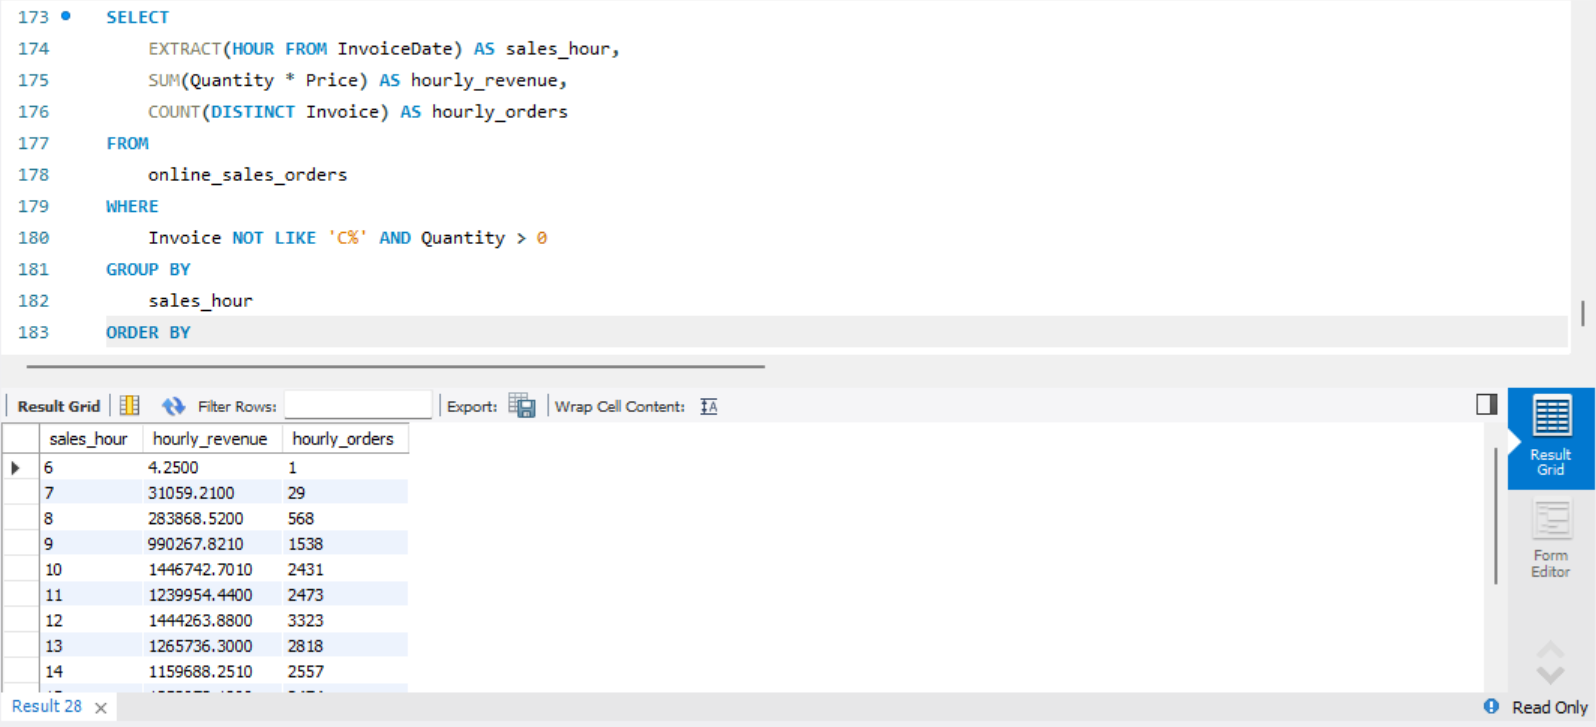 173 SELECT
174 EXTRACT(HOUR FROM InvoiceDate) AS sales_hour,
175 SUM(Quantity * Price) AS hourly_revenue,
176 COUNT(DISTINCT Invoice) AS hourly_orders
177 FROM
178 online_sales_orders
179 WHERE
180 Invoice NOT LIKE 'C%' AND Quantity > 0
181 GROUP BY
182 sales_hour
183 ORDER BY
Result Grid Filter Rows: Export: Wrap Cell Content: IA
sales_hour hourly_revenue hourly_orders
6 4.2500 1
7 31059.2100 29
8 283868.5200 568
9 990267.8210 1538
10 1446742.7010 2431
11 1239954.4400 2473
12 1444263.8800 3323
13 1265736.3000 2818
14 1159688.2510 2557
Result
Grid
Form
Editor
Result 28 Read Only